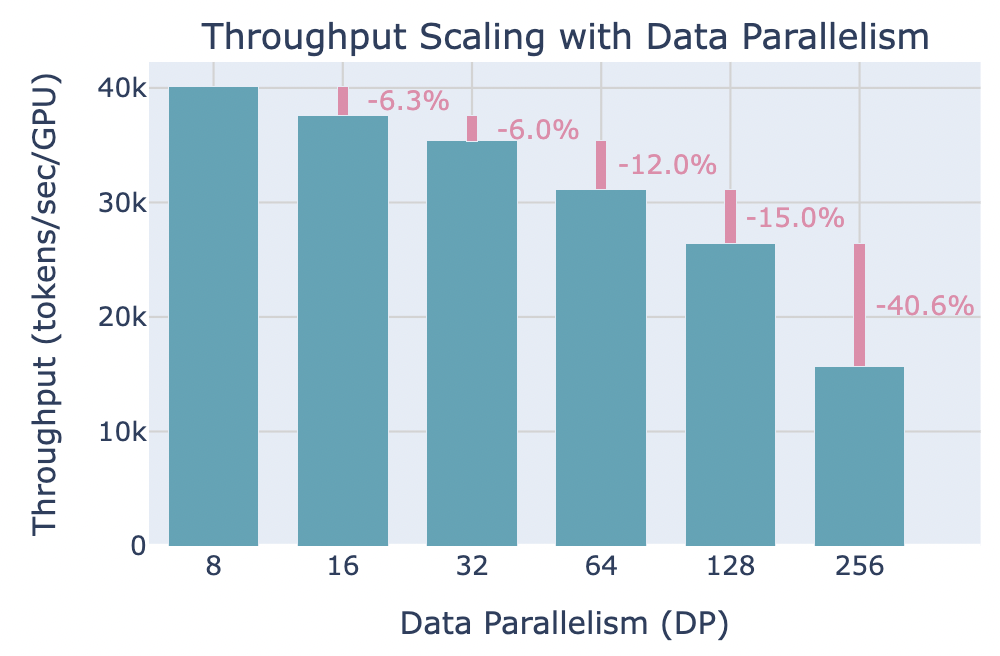 Throughput Scaling with Data Parallelism
Throughput (tokens/sec/GPU)
40k
30k
20k
10k
0
-6.3%
-6.0%
-12.0%
-15.0%
-40.6%
8 16 32 64 128 256
Data Parallelism (DP)